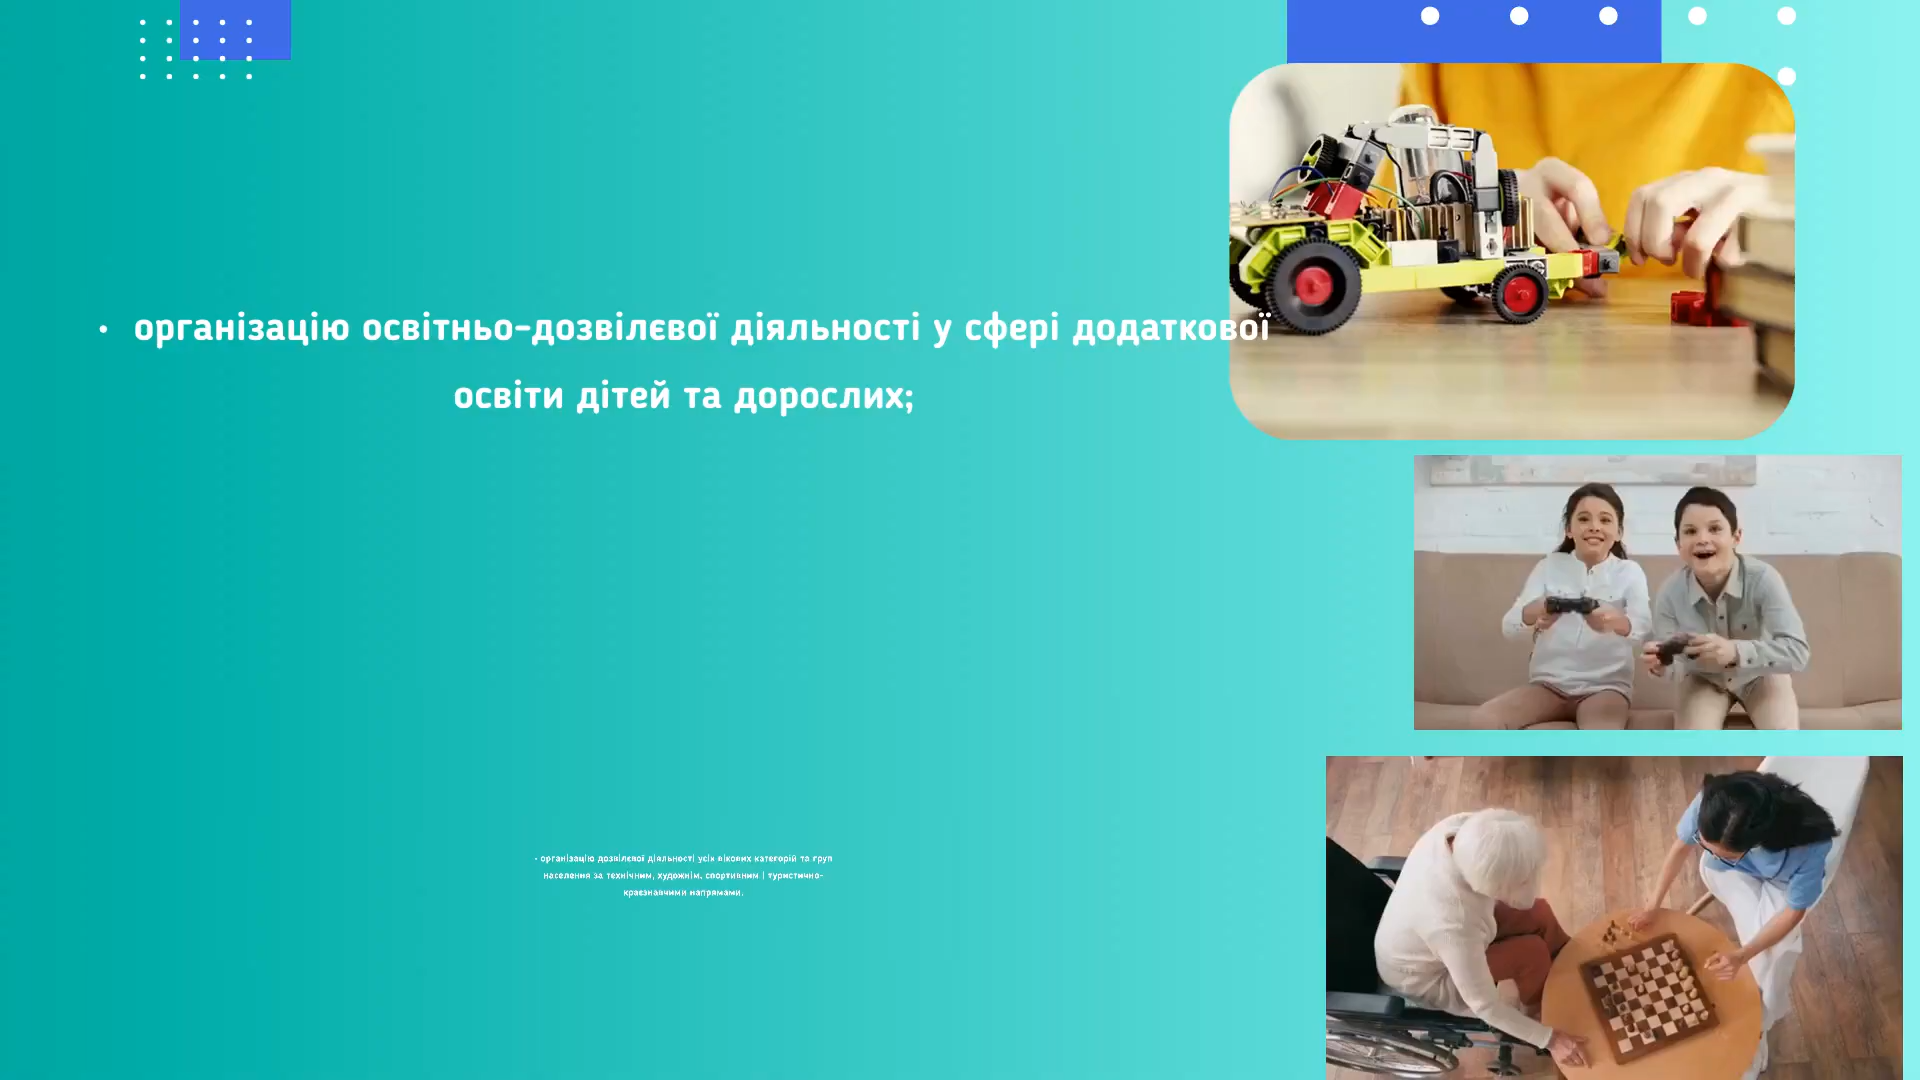 • організацію освітньо-дозвілєвої діяльності у сфері додаткової
освіти дітей та дорослих;
• організацію дозвілєвої діяльності усіх вікових категорій та груп
населення за технічним, художнім, спортивним і туристично-
краєзнавчими напрямами.